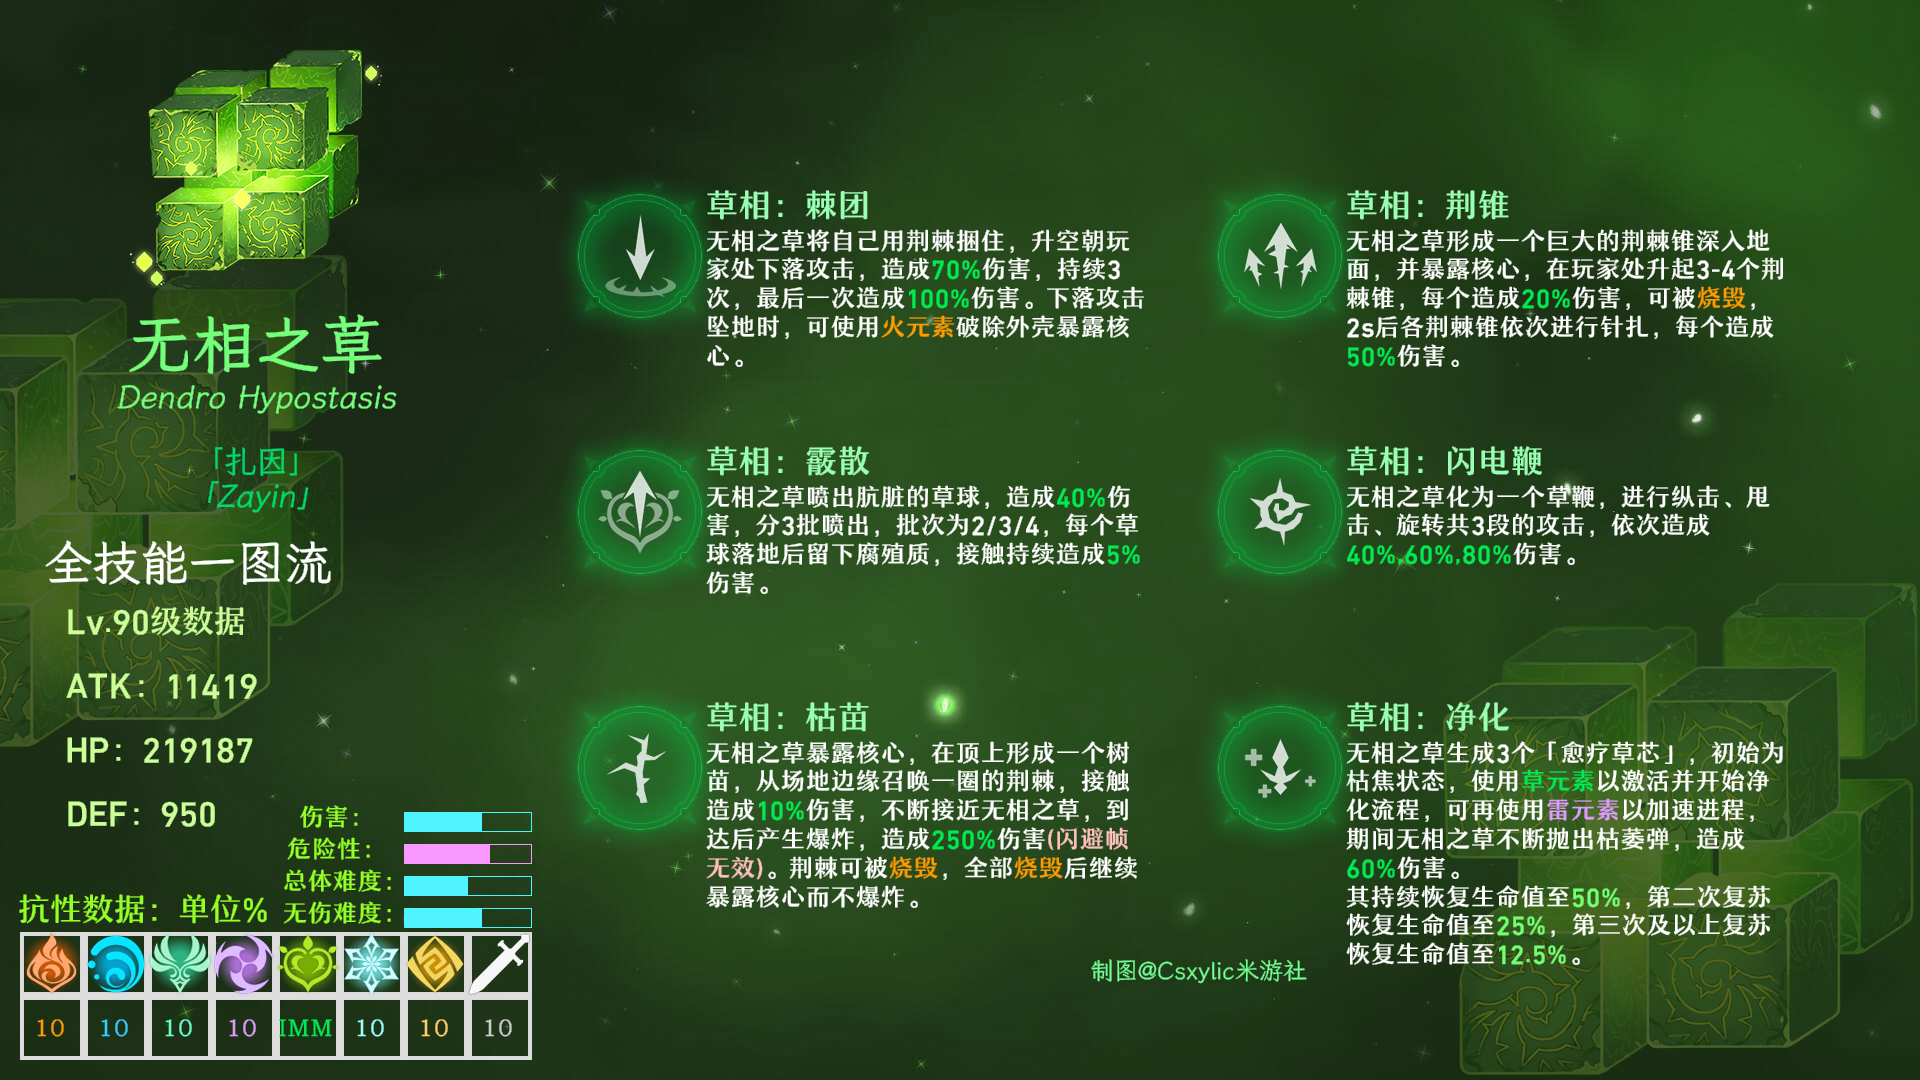 无相之草
Dendro Hypostasis
「扎因」
「Zayin」
全技能一图流
Lv.90级数据
ATK：11419
HP：219187
DEF：950
伤害：
危险性：
总体难度：
无伤难度：
抗性数据：单位%
10 10 10 10 IMM 10 10 10
草相：棘团
无相之草将自己用荆棘捆住，升空朝玩
家处下落攻击，造成70%伤害，持续3
次，最后一次造成100%伤害。下落攻击
坠地时，可使用火元素破除外壳暴露核
心。
草相：荆锥
无相之草形成一个巨大的荆棘锥深入地
面，并暴露核心，在玩家处升起3-4个荆
棘锥，每个造成20%伤害，可被烧毁，
2s后各荆棘锥依次进行针扎，每个造成
50%伤害。
草相：霰散
无相之草喷出肮脏的草球，造成40%伤
害，分3批喷出，批次为2/3/4，每个草
球落地后留下腐殖质，接触持续造成5%
伤害。
草相：闪电鞭
无相之草化为一个草鞭，进行纵击、甩
击、旋转共3段的攻击，依次造成
40%,60%,80%伤害。
草相：枯苗
无相之草暴露核心，在顶上形成一个树
苗，从场地边缘召唤一圈的荆棘，接触
造成10%伤害，不断接近无相之草，到
达后产生爆炸，造成250%伤害(闪避帧
无效)。荆棘可被烧毁，全部烧毁后继续
暴露核心而不爆炸。
草相：净化
无相之草生成3个「愈疗草芯」，初始为
枯焦状态，使用草元素以激活并开始净
化流程，可再使用雷元素以加速进程，
期间无相之草不断抛出枯萎弹，造成
60%伤害。
其持续恢复生命值至50%，第二次复苏
恢复生命值至25%，第三次及以上复苏
恢复生命值至12.5%。
制图@Csxylic米游社